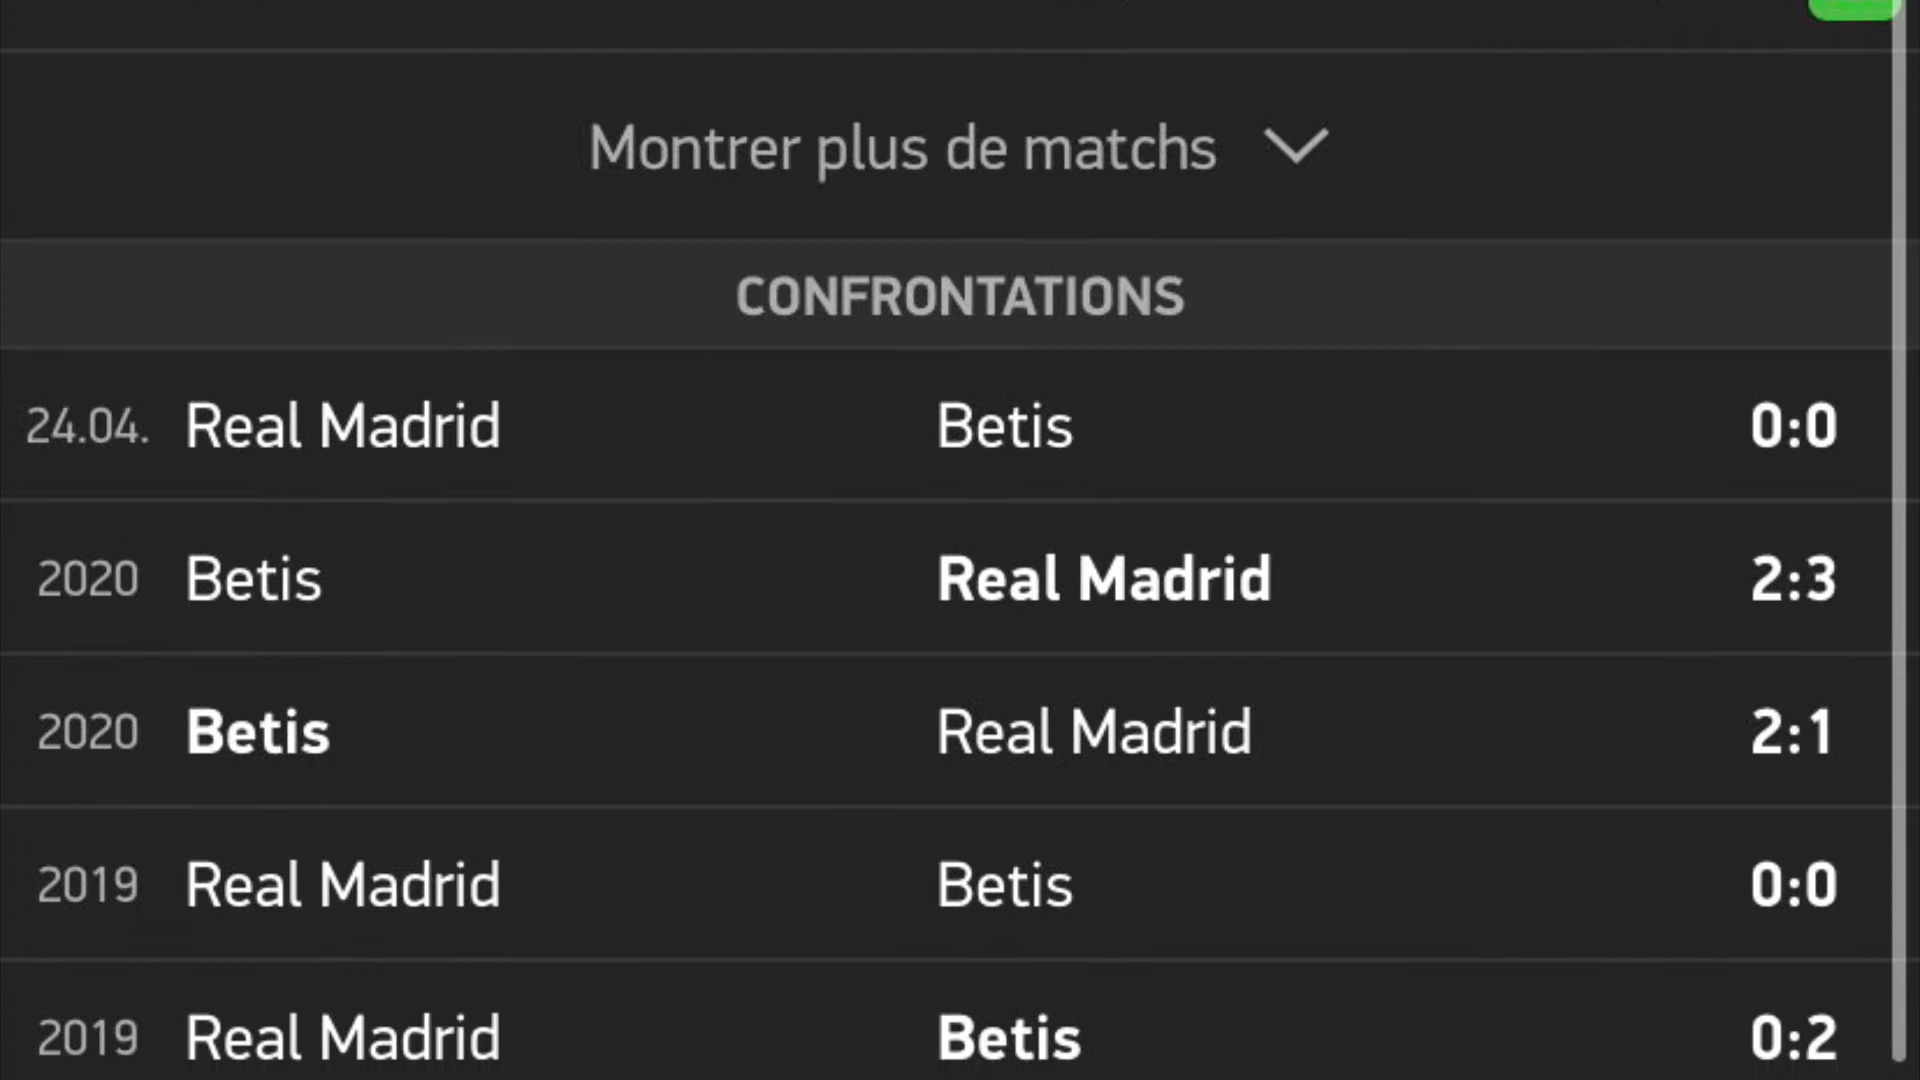 Montrer plus de matchs
CONFRONTATIONS
24.04. Real Madrid Betis 0:0
2020 Betis Real Madrid 2:3
2020 Betis Real Madrid 2:1
2019 Real Madrid Betis 0:0
2019 Real Madrid Betis 0:2